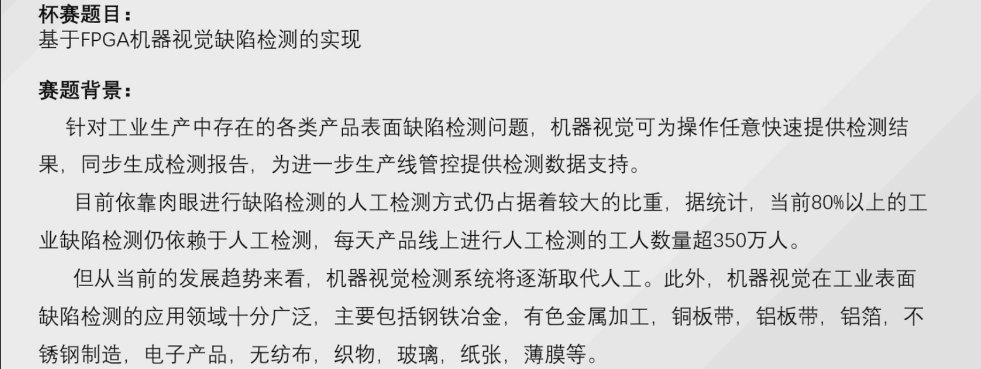 杯赛题目：
基于FPGA机器视觉缺陷检测的实现
赛题背景：
针对工业生产中存在的各类产品表面缺陷检测问题，机器视觉可为操作任意快速提供检测结
果，同步生成检测报告，为进一步生产线管控提供检测数据支持。
目前依靠肉眼进行缺陷检测的人工检测方式仍占据着较大的比重，据统计，当前80%以上的工
业缺陷检测仍依赖于人工检测，每天产品线上进行人工检测的工人数量超350万人。
但从当前的发展趋势来看，机器视觉检测系统将逐渐取代人工。此外，机器视觉在工业表面
缺陷检测的应用领域十分广泛，主要包括钢铁冶金，有色金属加工，铜板带，铝板带，铝箔，不
锈钢制造，电子产品，无纺布，织物，玻璃，纸张，薄膜等。